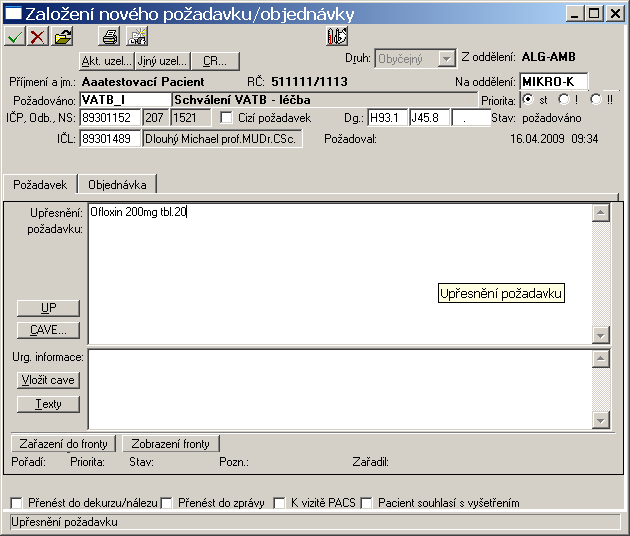 Založení nového požadavku/objednávky
Akt. uzel... Jiný uzel... CR... Druh: Obyčejný Z oddělení: ALG-AMB
Příjmení a jm.: Aaatestovací Pacient RČ: 511111/1113 Na oddělení: MIKRO-K
Požadováno: VATB_I Schválení VATB - léčba Priorita: st ! !!
IČP, Odb., NS: 89301152 207 1521 Cizí požadavek Dg.: H93.1 J45.8 . Stav: požadováno
IČL: 89301489 Dlouhý Michael prof.MUDr.CSc. Požadoval: 16.04.2009 09:34
Požadavek Objednávka
Upřesnění požadavku: Ofloxin 200mg tbl.20
Upřesnění požadavku
UP
CAVE...
Urg. informace:
Vložit cave
Texty
Zařazení do fronty Zobrazení fronty
Pořadí: Priorita: Stav: Pozn.: Zařadil:
Přenést do dekurzu/nálezu Přenést do zprávy K vizitě PACS Pacient souhlasí s vyšetřením
Upřesnění požadavku